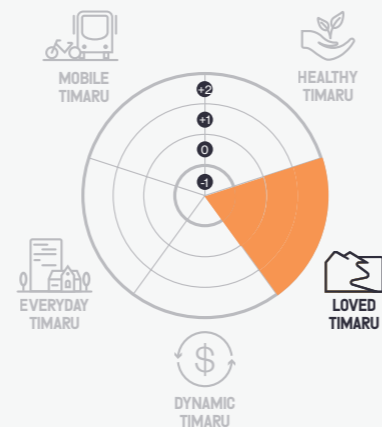 MOBILE
TIMARU
HEALTHY
TIMARU
+2
+1
0
-1
EVERYDAY
TIMARU
LOVED
TIMARU
$
DYNAMIC
TIMARU